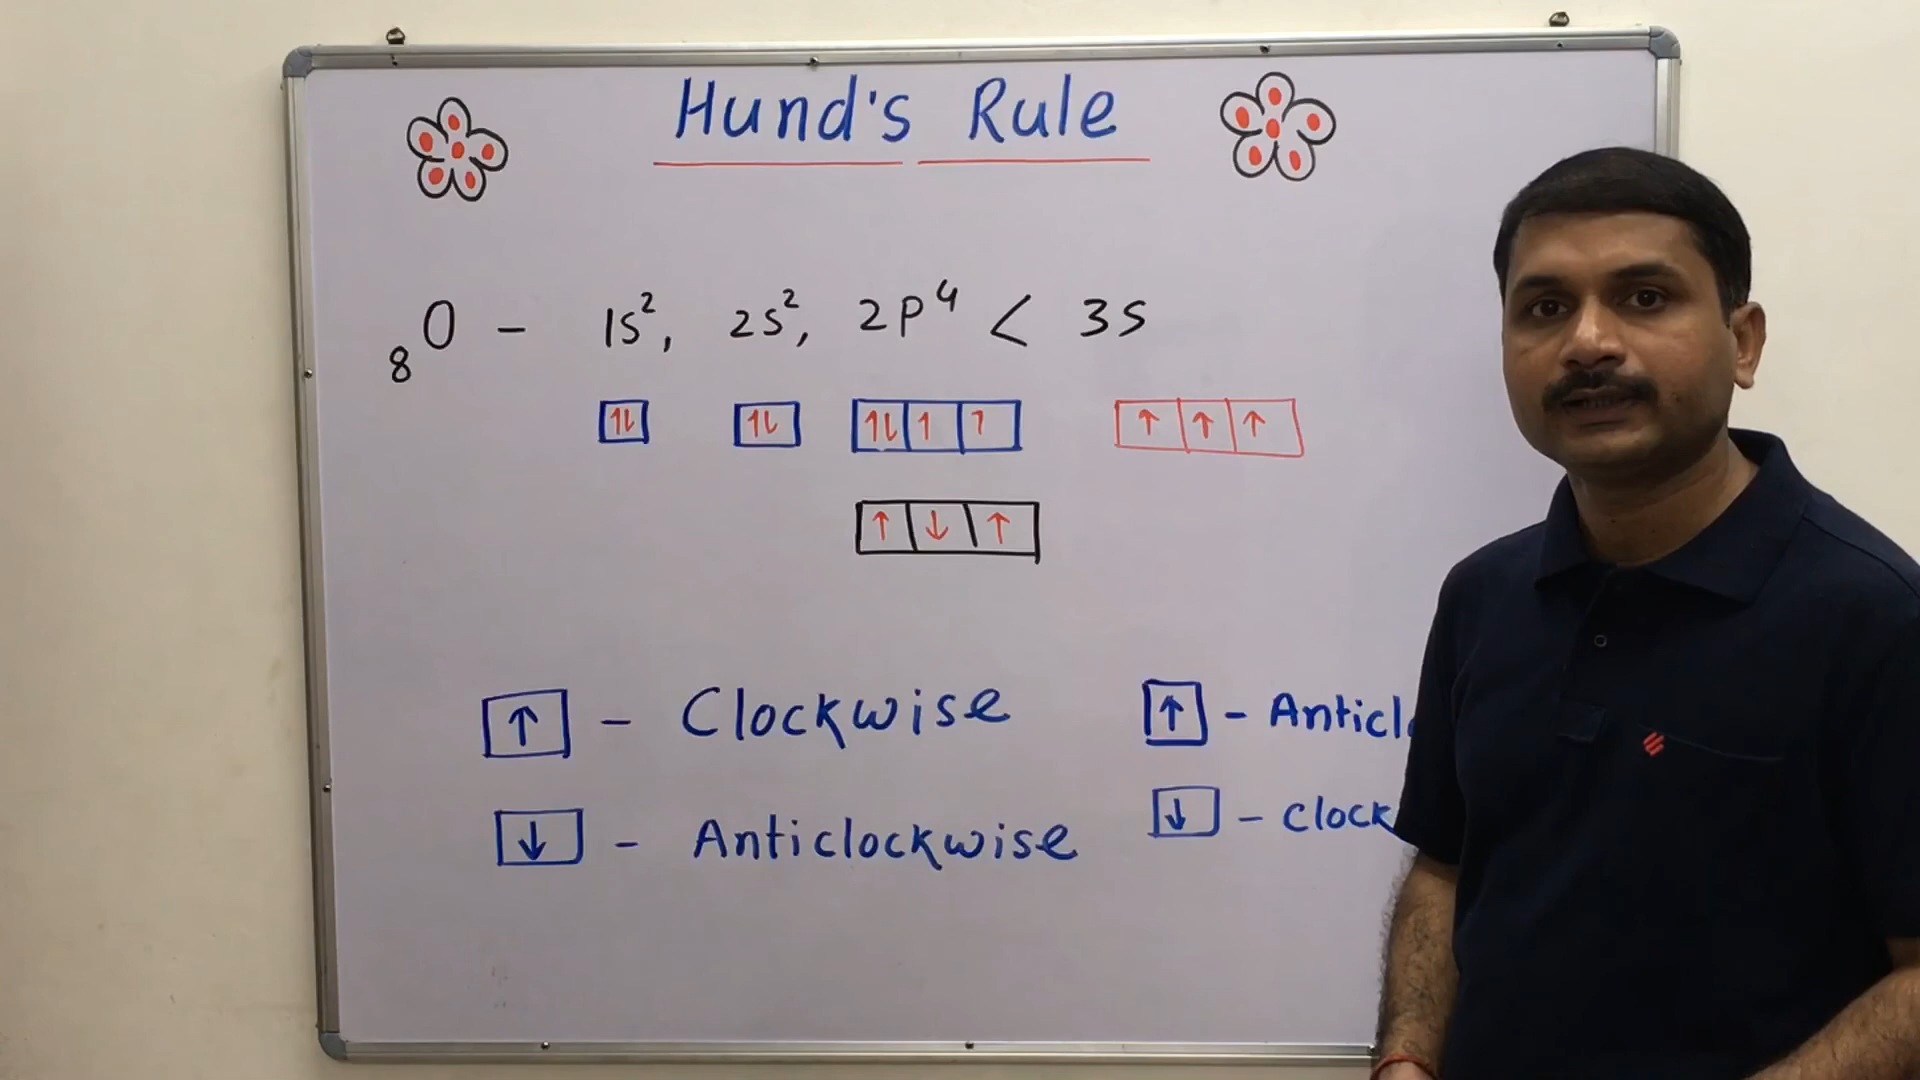 Hund's Rule
₈O - 1S², 2S², 2P⁴ < 3S
↑↓ ↑↓ ↑↓ ↑ ↑ ↑ ↑ ↑
↑ ↓ ↑
↑ - Clockwise ↑ - Anticl
↓ - Anticlockwise ↓ - clock